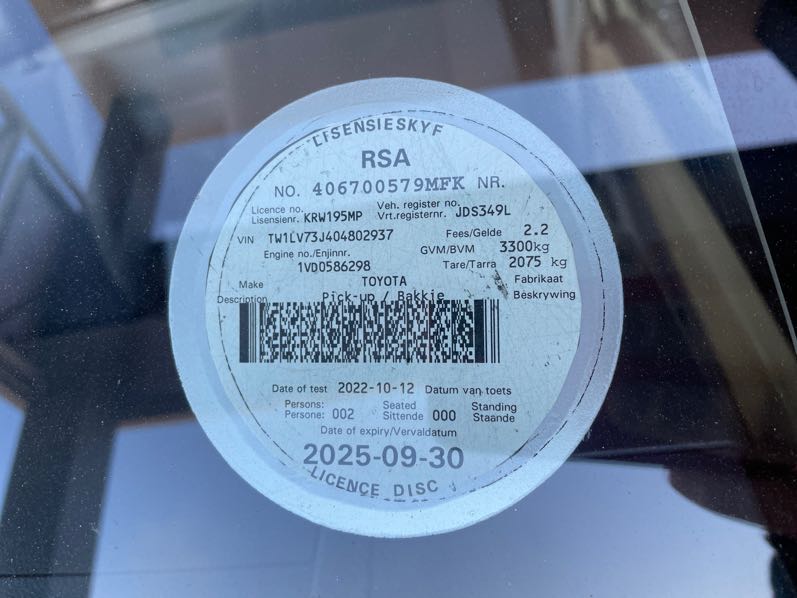 LISENSIESKYF
RSA
NO. 406700579MFK NR.
Licence no. Veh. register no.
Lisensienr. KRW195MP Vrt.registernr. JDS349L
VIN TW1LV73J404802937 Fees/Gelde 2.2
Engine no./Enjinnr. GVM/BVM 3300kg
1VD0586298 Tare/Tarra 2075 kg
Make TOYOTA Fabrikaat
Description Pick-up / Bakkie Beskrywing
Date of test 2022-10-12 Datum van toets
Persons: Seated Standing
Persone: 002 Sittende 000 Staande
Date of expiry/Vervaldatum
2025-09-30
LICENCE DISC